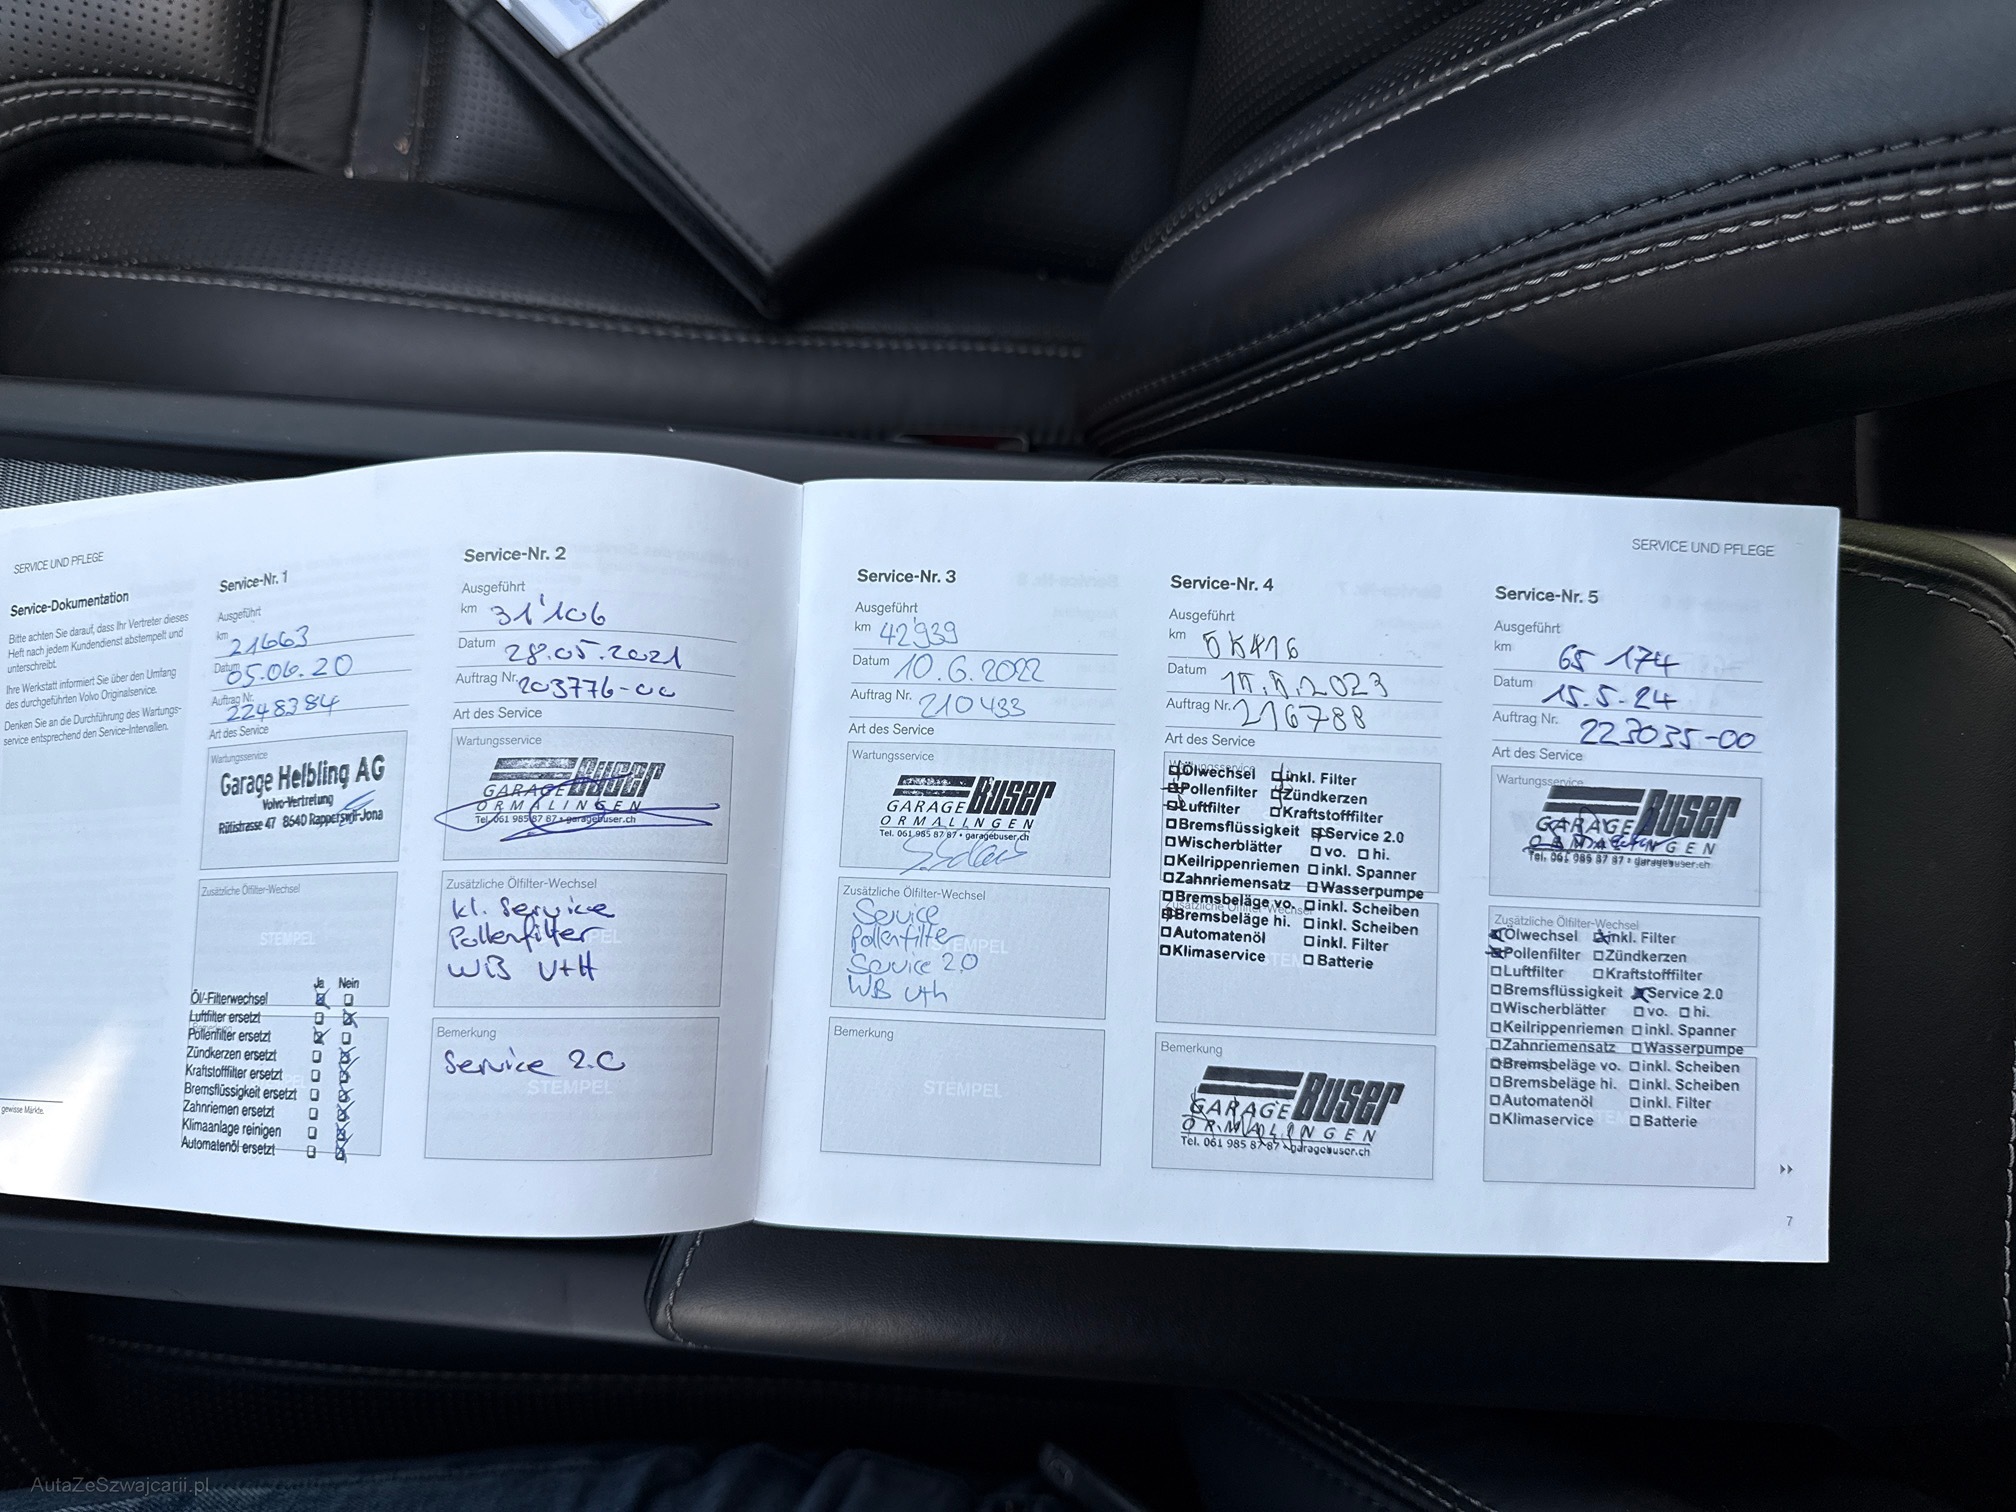 SERVICE UND PFLEGE
Service-Dokumentation
Bitte achten Sie darauf, dass Ihr Vertreter dieses
Heft nach jedem Kundendienst abstempelt und
unterschreibt.
Ihre Werkstatt informiert Sie über den Umfang
des durchgeführten Volvo Originalservice.
Denken Sie an die Durchführung des Wartungs-
service entsprechend den Service-Intervallen.
gewisse Märkte.
Service-Nr. 1
Ausgeführt
km 21663
Datum 05.06.20
Auftrag Nr. 2248384
Art des Service
Wartungsservice
Garage Helbling AG
Volvo-Vertretung
Rütistrasse 47 8640 Rapperswil-Jona
Zusätzliche Ölfilter-Wechsel
STEMPEL
Ja Nein
Öl-/Filterwechsel
Luftfilter ersetzt
Pollenfilter ersetzt
Zündkerzen ersetzt
Kraftstofffilter ersetzt
Bremsflüssigkeit ersetzt
Zahnriemen ersetzt
Klimaanlage reinigen
Automatenöl ersetzt
Service-Nr. 2
Ausgeführt
km 31'106
Datum 28.05.2021
Auftrag Nr. 203776-00
Art des Service
Wartungsservice
GARAGE BUSER
ORMALINGEN
Tel. 061 985 87 87 • garagebuser.ch
Zusätzliche Ölfilter-Wechsel
kl. Service
Pollenfilter
WB V+H
Bemerkung
Service 2.0
STEMPEL
Service-Nr. 3
Ausgeführt
km 42'939
Datum 10.6.2022
Auftrag Nr. 210433
Art des Service
Wartungsservice
GARAGE BUSER
ORMALINGEN
Tel. 061 985 87 87 • garagebuser.ch
Zusätzliche Ölfilter-Wechsel
Service
Pollenfilter
Service 2.0
WB v+h
STEMPEL
Bemerkung
STEMPEL
Service-Nr. 4
Ausgeführt
km
Datum
Auftrag Nr. 216788
Art des Service
Wartungsservice
Ölwechsel inkl. Filter
Pollenfilter Zündkerzen
Luftfilter Kraftstofffilter
Bremsflüssigkeit Service 2.0
Wischerblätter vo. hi.
Keilrippenriemen inkl. Spanner
Zahnriemensatz Wasserpumpe
Bremsbeläge vo. inkl. Scheiben
Zusätzliche Ölfilter-Wechsel
Bremsbeläge hi. inkl. Scheiben
Automatenöl inkl. Filter
Klimaservice Batterie
Bemerkung
GARAGE BUSER
ORMALINGEN
Tel. 061 985 87 87 • garagebuser.ch
SERVICE UND PFLEGE
Service-Nr. 5
Ausgeführt
km 65 174
Datum 15.5.24
Auftrag Nr. 223035-00
Art des Service
Wartungsservice
GARAGE BUSER
ORMALINGEN
Tel. 061 985 87 87 • garagebuser.ch
Zusätzliche Ölfilter-Wechsel
Ölwechsel inkl. Filter
Pollenfilter Zündkerzen
Luftfilter Kraftstofffilter
Bremsflüssigkeit Service 2.0
Wischerblätter vo. hi.
Keilrippenriemen inkl. Spanner
Zahnriemensatz Wasserpumpe
Bremsbeläge vo. inkl. Scheiben
Bremsbeläge hi. inkl. Scheiben
Automatenöl inkl. Filter
Klimaservice Batterie
7
AutaZeSzwajcarii.pl